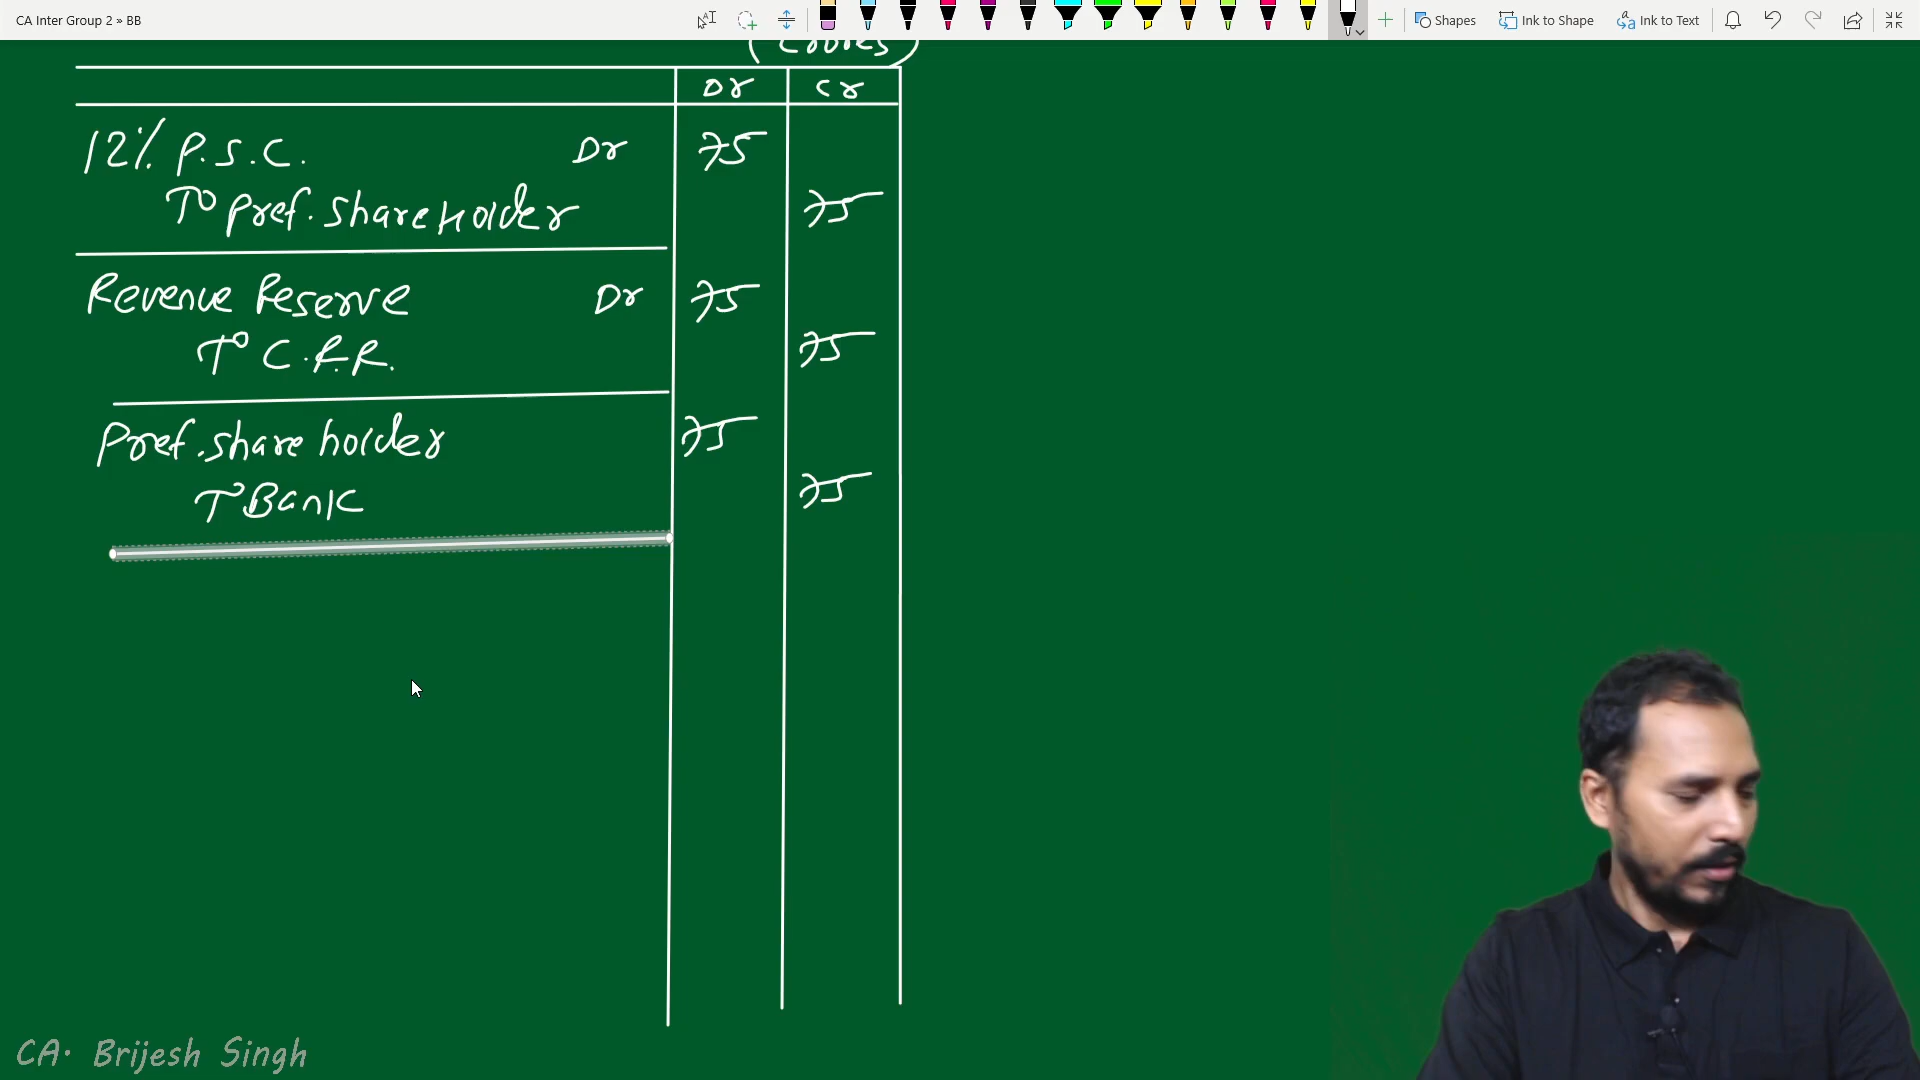 CA Inter Group 2 » BB
Shapes
Ink to Shape
Ink to Text
Dr Cr
12% P.S.C. Dr 75
To Pref. shareHolder 75
Revenue Reserve Dr 75
To C.R.R. 75
Pref. share holder 75
To Bank 75
CA. Brijesh Singh